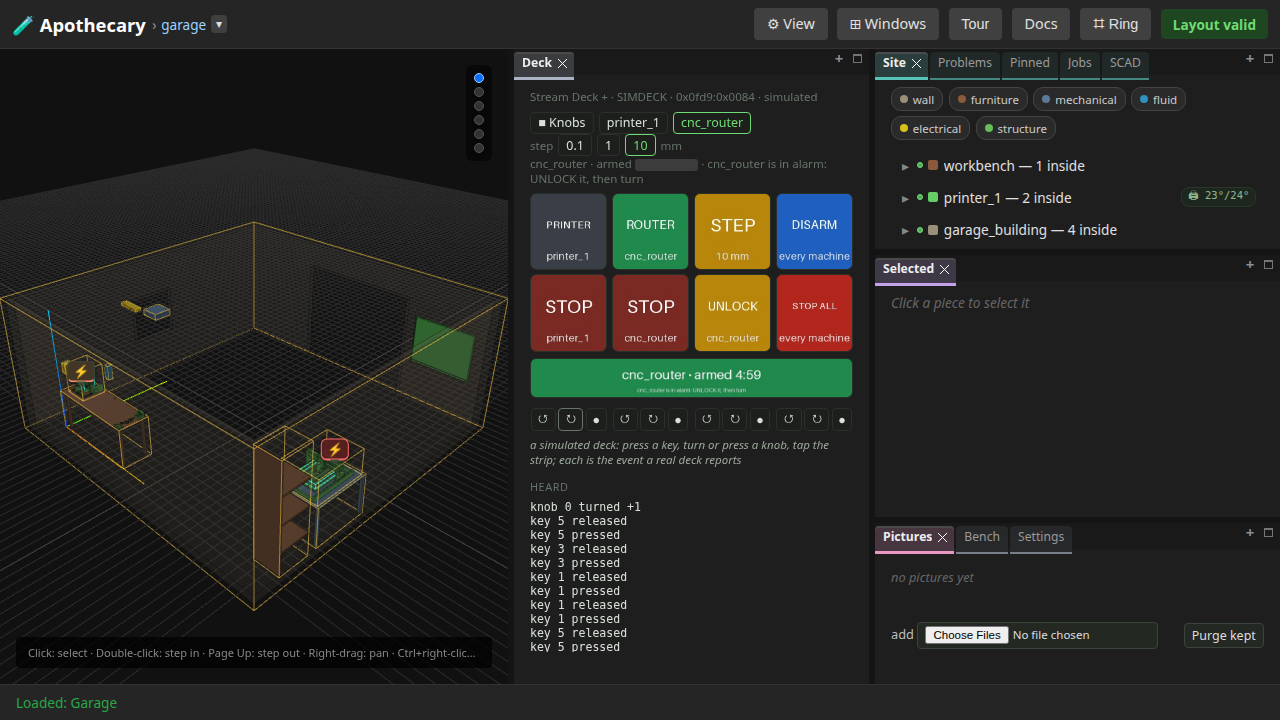 Apothecary › garage ▾
⚙ View
⊞ Windows
Tour
Docs
⌗ Ring
Layout valid
Deck
Stream Deck + · SIMDECK · 0x0fd9:0x0084 · simulated
■ Knobs printer_1 cnc_router
step 0.1 1 10 mm
cnc_router · armed · cnc_router is in alarm:
UNLOCK it, then turn
PRINTER ROUTER STEP DISARM
printer_1 cnc_router 10 mm every machine
STOP STOP UNLOCK STOP ALL
printer_1 cnc_router cnc_router every machine
cnc_router · armed 4:59
cnc_router is in alarm: UNLOCK it, then turn
a simulated deck: press a key, turn or press a knob, tap the
strip; each is the event a real deck reports
HEARD
knob 0 turned +1
key 5 released
key 5 pressed
key 3 released
key 3 pressed
key 1 released
key 1 pressed
key 1 released
key 1 pressed
key 5 released
key 5 pressed
Site Problems Pinned Jobs SCAD
wall furniture mechanical fluid
electrical structure
workbench — 1 inside
printer_1 — 2 inside 23°/24°
garage_building — 4 inside
Selected
Click a piece to select it
Pictures Bench Settings
no pictures yet
add Choose Files No file chosen Purge kept
Click: select · Double-click: step in · Page Up: step out · Right-drag: pan · Ctrl+right-clic...
Loaded: Garage